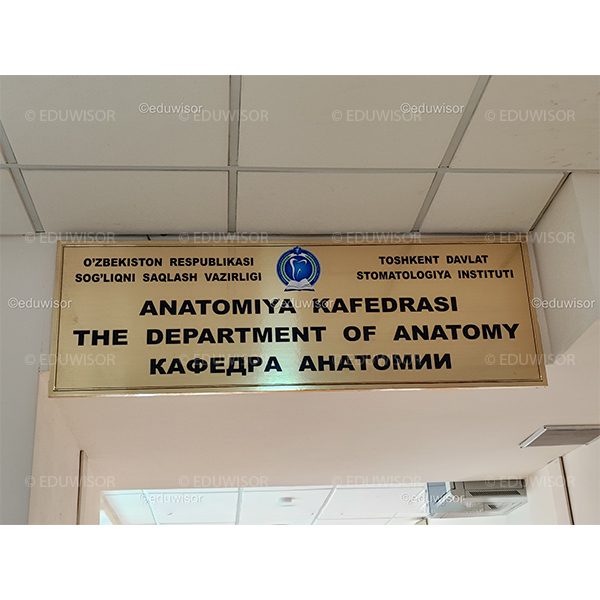 O'ZBEKISTON RESPUBLIKASI
SOG'LIQNI SAQLASH VAZIRLIGI
TOSHKENT DAVLAT
STOMATOLOGIYA INSTITUTI
ANATOMIYA KAFEDRASI
THE DEPARTMENT OF ANATOMY
КАФЕДРА АНАТОМИИ
©eduwisor
© EDUWISOR